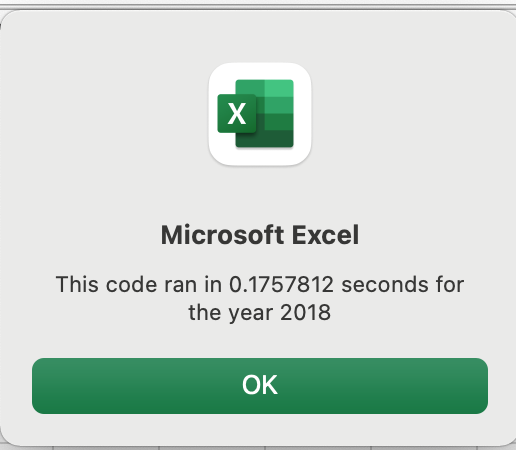 X
Microsoft Excel
This code ran in 0.1757812 seconds for
the year 2018
OK